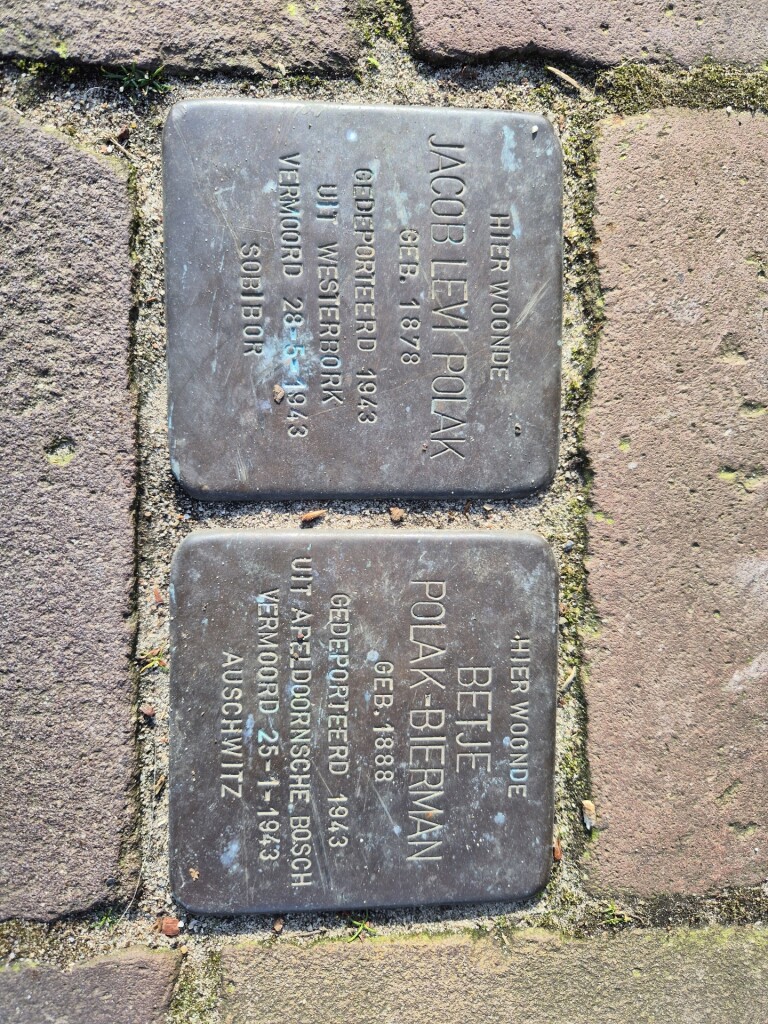 HIER WOONDE
JACOB LEVI POLAK
GEB. 1878
GEDEPORTEERD 1943
UIT WESTERBORK
VERMOORD 28-5-1943
SOBIBOR
HIER WOONDE
BETJE
POLAK-BIERMAN
GEB. 1888
GEDEPORTEERD 1943
UIT APELDOORNSCHE BOSCH
VERMOORD 25-1-1943
AUSCHWITZ